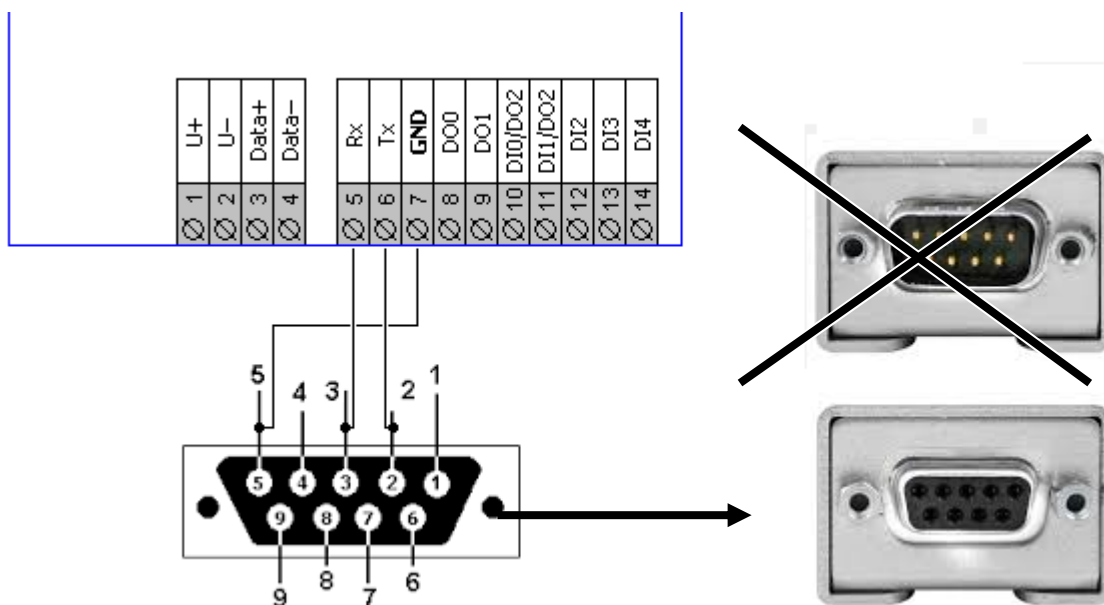 U+
U−
Data+
Data−
Rx
Tx
GND
DO0
DO1
DI0/DO2
DI1/DO2
DI2
DI3
DI4
Ø 1
Ø 2
Ø 3
Ø 4
Ø 5
Ø 6
Ø 7
Ø 8
Ø 9
Ø 10
Ø 11
Ø 12
Ø 13
Ø 14
5 4 3 2 1
5 4 3 2 1
9 8 7 6
9 8 7 6